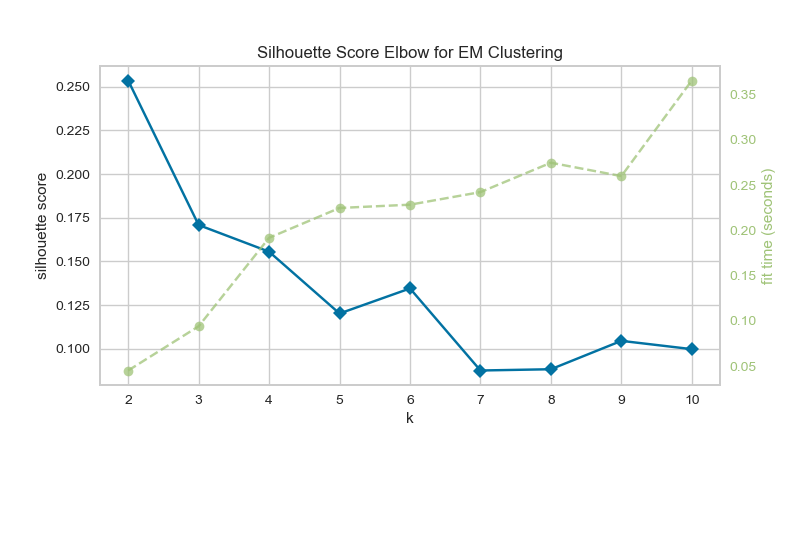 Silhouette Score Elbow for EM Clustering
0.250
0.225
0.200
0.175
0.150
0.125
0.100
silhouette score
0.35
0.30
0.25
0.20
0.15
0.10
0.05
fit time (seconds)
2 3 4 5 6 7 8 9 10
k